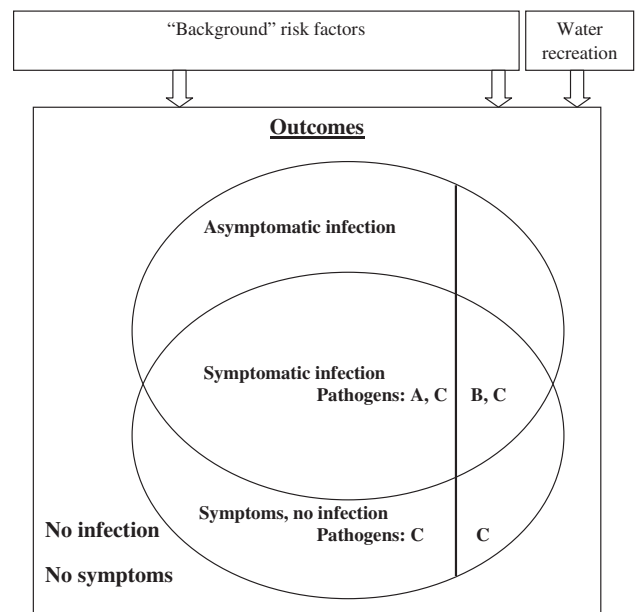 “Background” risk factors
Water
recreation
Outcomes
Asymptomatic infection
Symptomatic infection
Pathogens: A, C
B, C
Symptoms, no infection
Pathogens: C
C
No infection
No symptoms